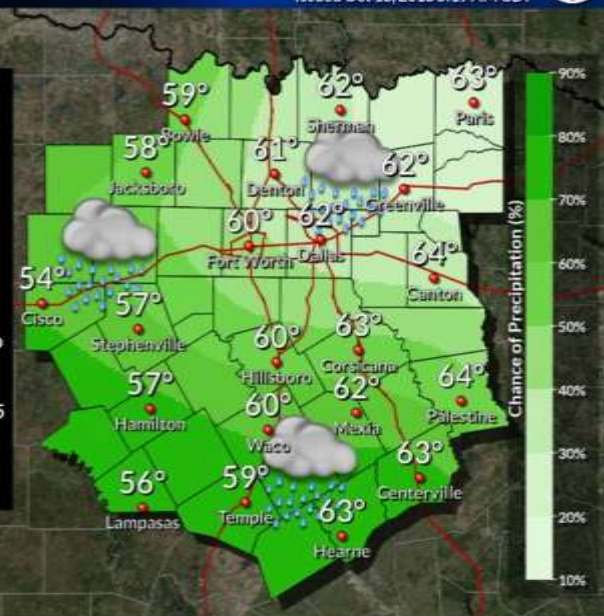 90%
59°
62°
63°
Bowie
Sherman
Paris
80%
58°
61°
62°
Jacksboro
Denton
Greenville
70%
60°
62°
Fort Worth
Dallas
64°
60%
54°
57°
Canton
Cisco
Stephenville
50%
60°
63°
Hillsboro
Corsicana
Chance of Precipitation (%)
57°
60°
62°
64°
40%
Hamilton
Waco
Mexia
Palestine
30%
56°
59°
63°
63°
Centerville
Lampasas
Temple
20%
Hearne
10%